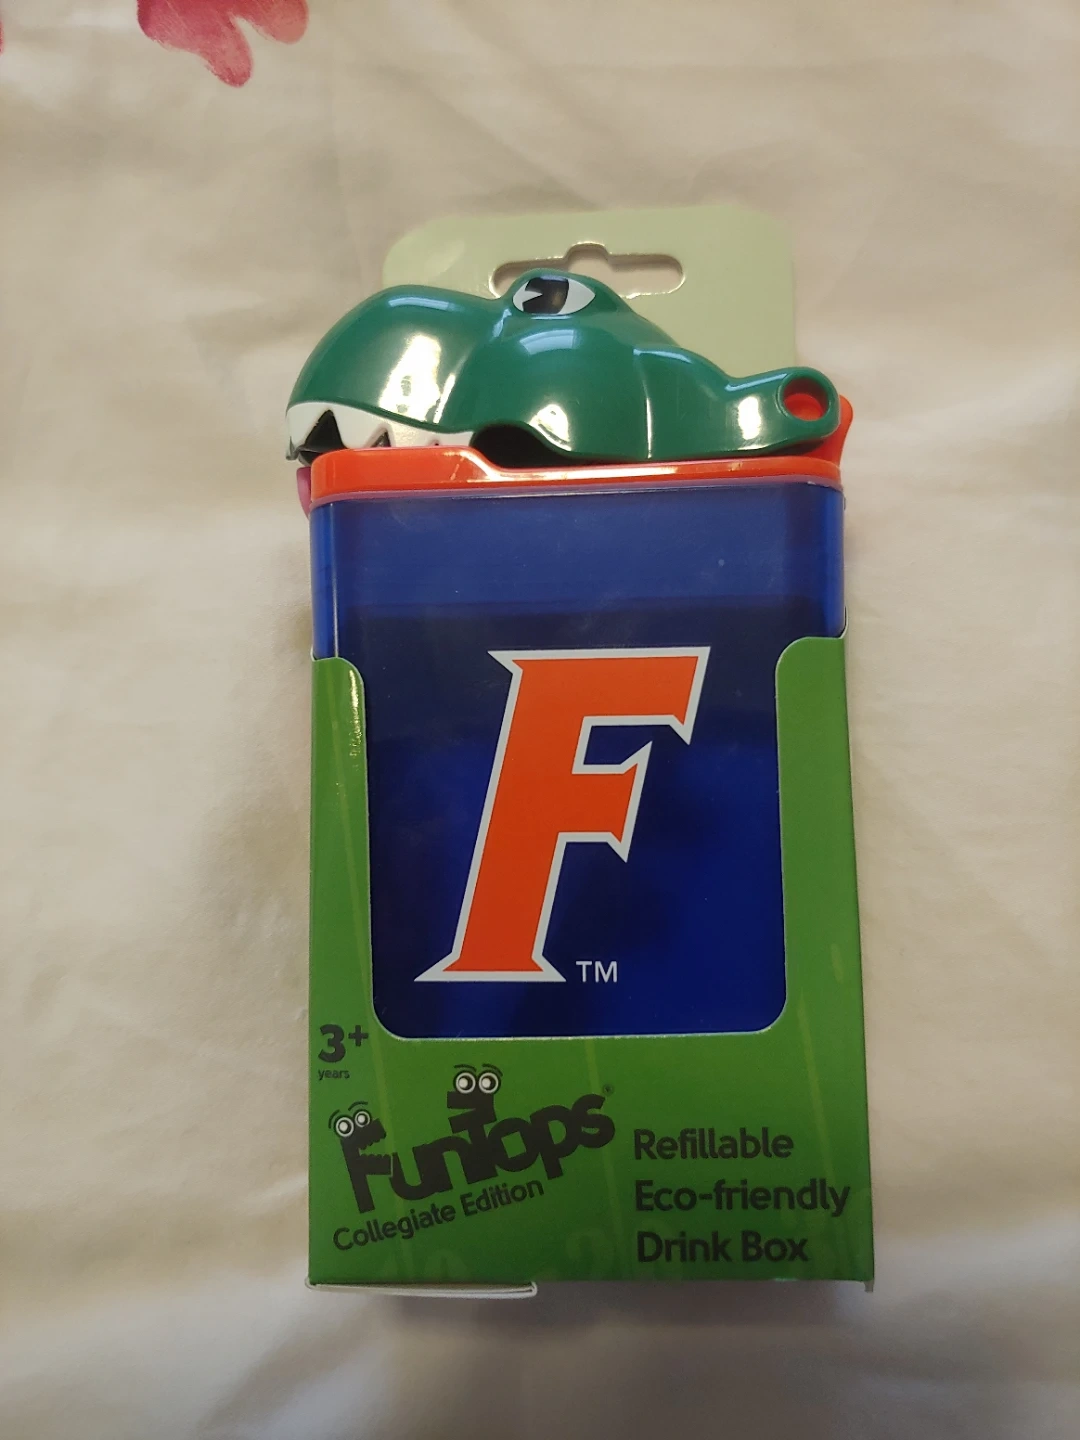 F
TM
3+
years
FunTops®
Collegiate Edition
Refillable
Eco-friendly
Drink Box